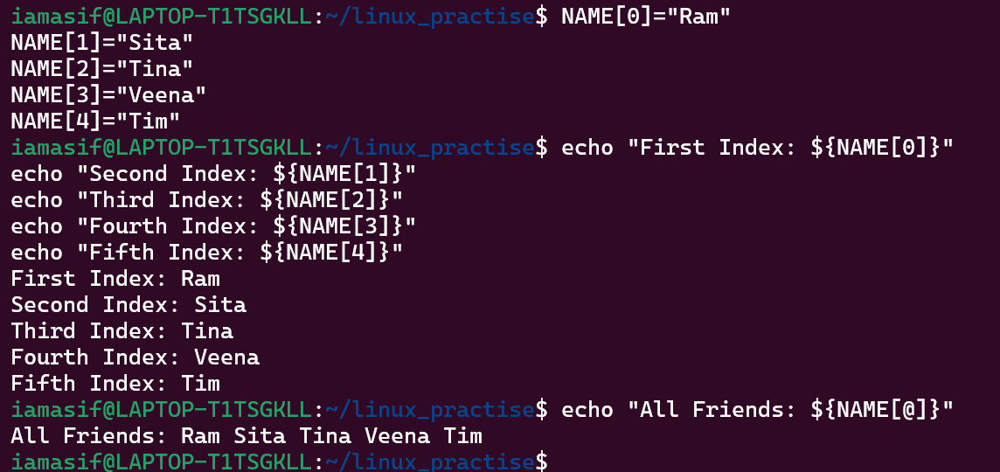 iamasif@LAPTOP-T1TSGKLL:~/linux_practise$ NAME[0]="Ram"
NAME[1]="Sita"
NAME[2]="Tina"
NAME[3]="Veena"
NAME[4]="Tim"
iamasif@LAPTOP-T1TSGKLL:~/linux_practise$ echo "First Index: ${NAME[0]}"
echo "Second Index: ${NAME[1]}"
echo "Third Index: ${NAME[2]}"
echo "Fourth Index: ${NAME[3]}"
echo "Fifth Index: ${NAME[4]}"
First Index: Ram
Second Index: Sita
Third Index: Tina
Fourth Index: Veena
Fifth Index: Tim
iamasif@LAPTOP-T1TSGKLL:~/linux_practise$ echo "All Friends: ${NAME[@]}"
All Friends: Ram Sita Tina Veena Tim
iamasif@LAPTOP-T1TSGKLL:~/linux_practise$